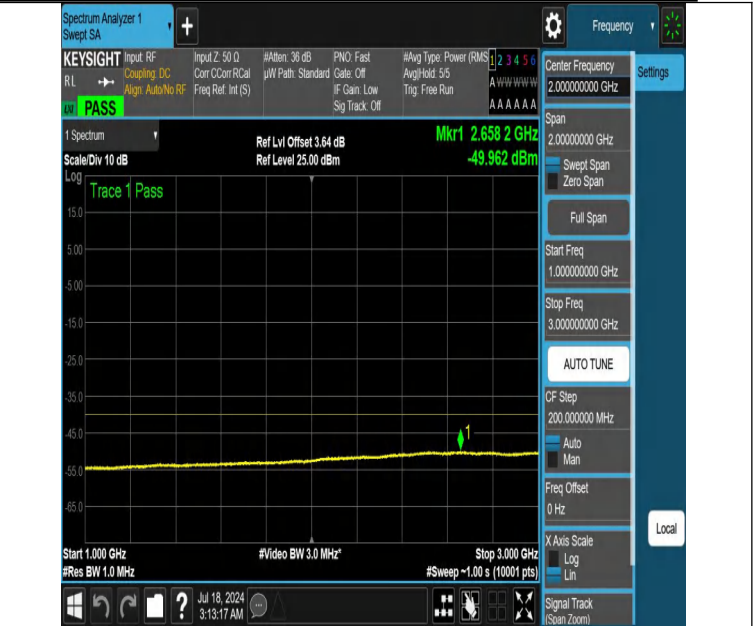 Spectrum Analyzer 1
Swept SA
+
Frequency
KEYSIGHT
RL
PASS
Input: RF
Coupling: DC
Align: Auto/No RF
Input Z: 50 Ω
Corr CCorr RCal
Freq Ref: Int (S)
#Atten: 36 dB
µW Path: Standard
PNO: Fast
Gate: Off
IF Gain: Low
Sig Track: Off
#Avg Type: Power (RMS
Avg|Hold: 5/5
Trig: Free Run
1 2 3 4 5 6
A W W W W W
A A A A A A
Center Frequency
2.000000000 GHz
Settings
1 Spectrum
Scale/Div 10 dB
Ref Lvl Offset 3.64 dB
Ref Level 25.00 dBm
Mkr1 2.658 2 GHz
-49.962 dBm
Log
Trace 1 Pass
15.0
5.00
-5.00
-15.0
-25.0
-35.0
-45.0
-55.0
-65.0
1
Start 1.000 GHz
#Res BW 1.0 MHz
#Video BW 3.0 MHz*
Stop 3.000 GHz
#Sweep ~1.00 s (10001 pts)
Span
2.00000000 GHz
Swept Span
Zero Span
Full Span
Start Freq
1.000000000 GHz
Stop Freq
3.000000000 GHz
AUTO TUNE
CF Step
200.000000 MHz
Auto
Man
Freq Offset
0 Hz
X Axis Scale
Log
Lin
Signal Track
(Span Zoom)
Local
?
Jul 18, 2024
3:13:17 AM